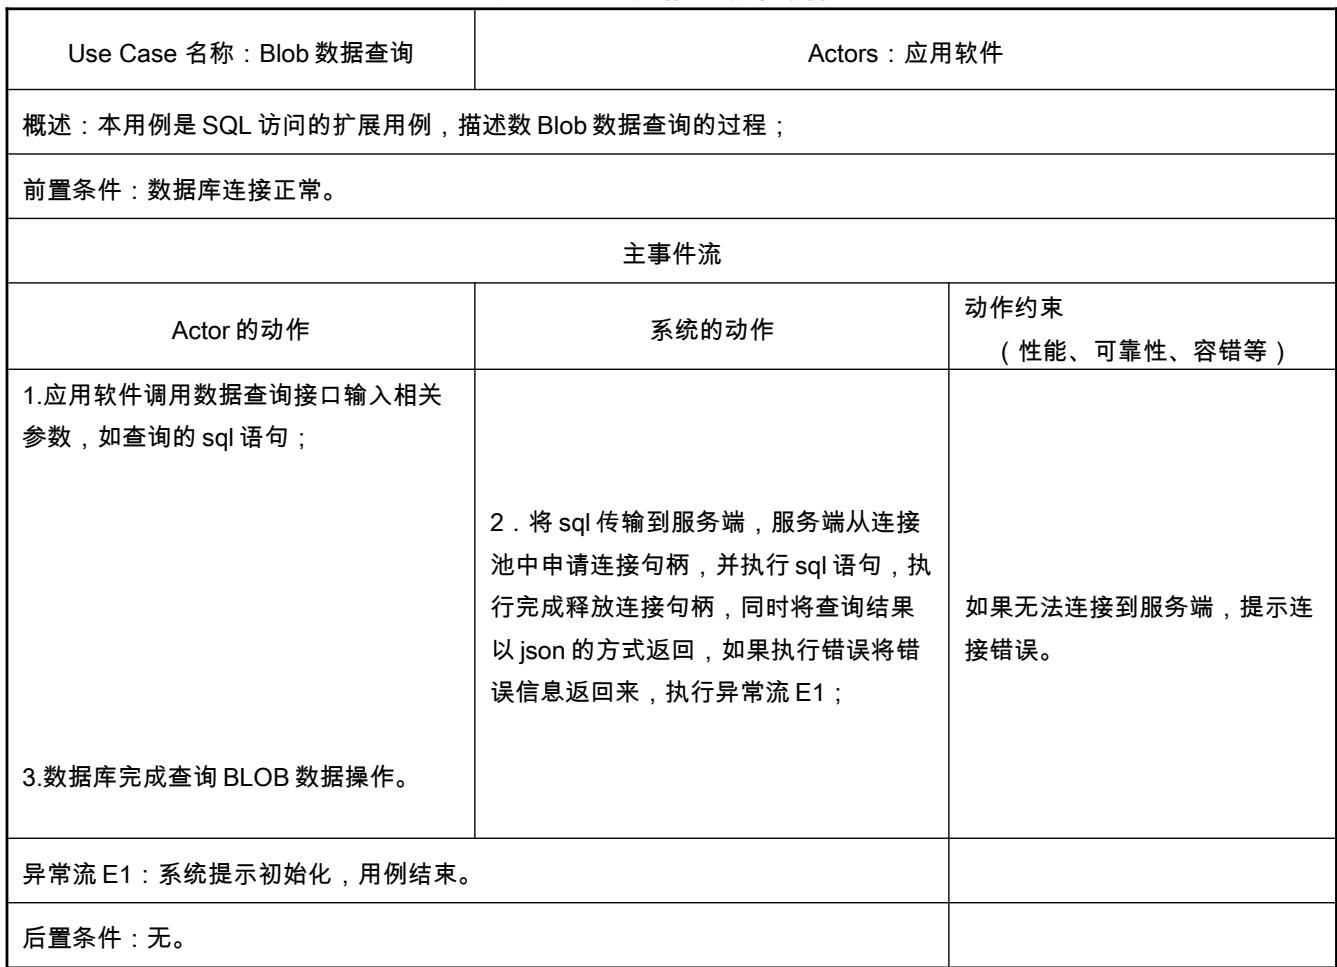 Use Case 名称：Blob 数据查询
Actors：应用软件
概述：本用例是 SQL 访问的扩展用例，描述数 Blob 数据查询的过程；
前置条件：数据库连接正常。
主事件流
Actor 的动作
系统的动作
动作约束
（性能、可靠性、容错等）
1.应用软件调用数据查询接口输入相关
参数，如查询的 sql 语句；
2．将 sql 传输到服务端，服务端从连接
池中申请连接句柄，并执行 sql 语句，执
行完成释放连接句柄，同时将查询结果
以 json 的方式返回，如果执行错误将错
误信息返回来，执行异常流 E1；
如果无法连接到服务端，提示连
接错误。
3.数据库完成查询 BLOB 数据操作。
异常流 E1：系统提示初始化，用例结束。
后置条件：无。